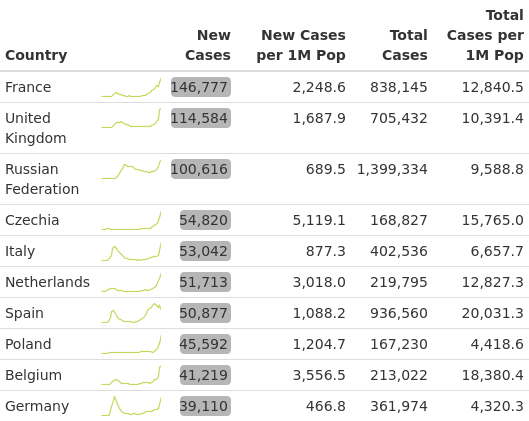 Country New Cases New Cases per 1M Pop Total Cases Total Cases per 1M Pop
France 146,777 2,248.6 838,145 12,840.5
United Kingdom 114,584 1,687.9 705,432 10,391.4
Russian Federation 100,616 689.5 1,399,334 9,588.8
Czechia 54,820 5,119.1 168,827 15,765.0
Italy 53,042 877.3 402,536 6,657.7
Netherlands 51,713 3,018.0 219,795 12,827.3
Spain 50,877 1,088.2 936,560 20,031.3
Poland 45,592 1,204.7 167,230 4,418.6
Belgium 41,219 3,556.5 213,022 18,380.4
Germany 39,110 466.8 361,974 4,320.3